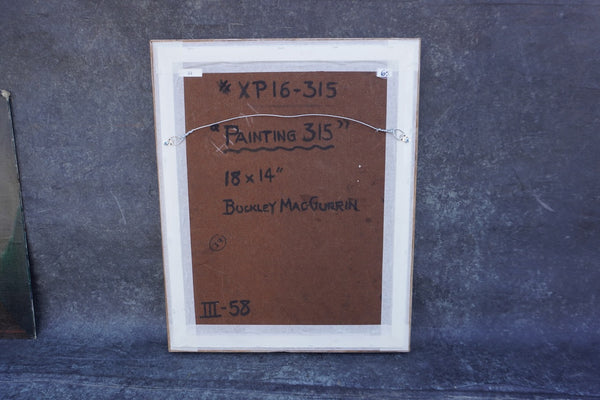 # XP16-315
"PAINTING 315"
18 x 14"
BUCKLEY MACGURRIN
III-58